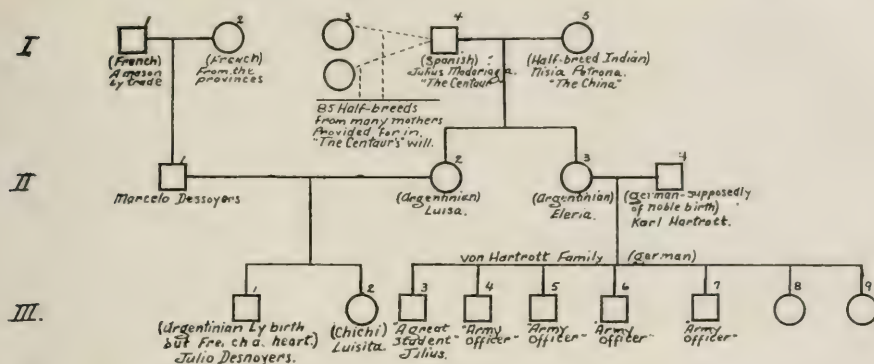 I
1
2
3
4
5
(French)
A mason
by trade
(French)
From the
provinces
(Spanish)
Julius Madariaga.
"The Centaur"
(Half-breed Indian)
Misia Petrona.
"The China"
85 Half-breeds
from many mothers
Provided for in
"The Centaur's" will.
II
1
2
3
4
Marcelo Desnoyers
(Argentinian)
Luisa.
(Argentinian)
Eleria.
(german-supposedly
of noble birth)
Karl Hartrott.
von Hartrott Family (german)
III.
1
2
3
4
5
6
7
8
9
(Argentinian by birth
but French a. heart.)
Julio Desnoyers.
(Chichi)
Luisita.
"A great
student"
Julius.
"Army
officer"
"Army
officer"
"Army
officer"
"Army
officer"